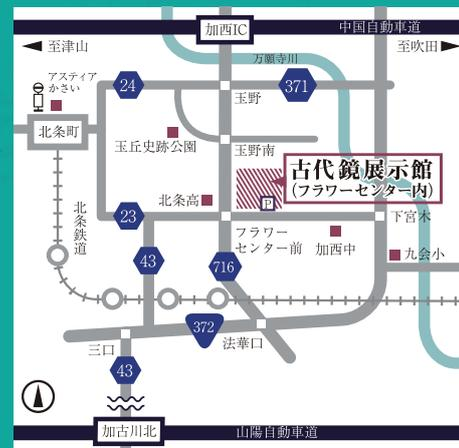 加西IC
中国自動車道
至津山
至吹田
万願寺川
アスティア
かさい
24
371
玉野
北条町
玉丘史跡公園
玉野南
古代鏡展示館
(フラワーセンター内)
P
北条高
23
下宮木
北条鉄道
フラワー
センター前
加西中
九会小
43
716
372
三口
法華口
43
加古川北
山陽自動車道